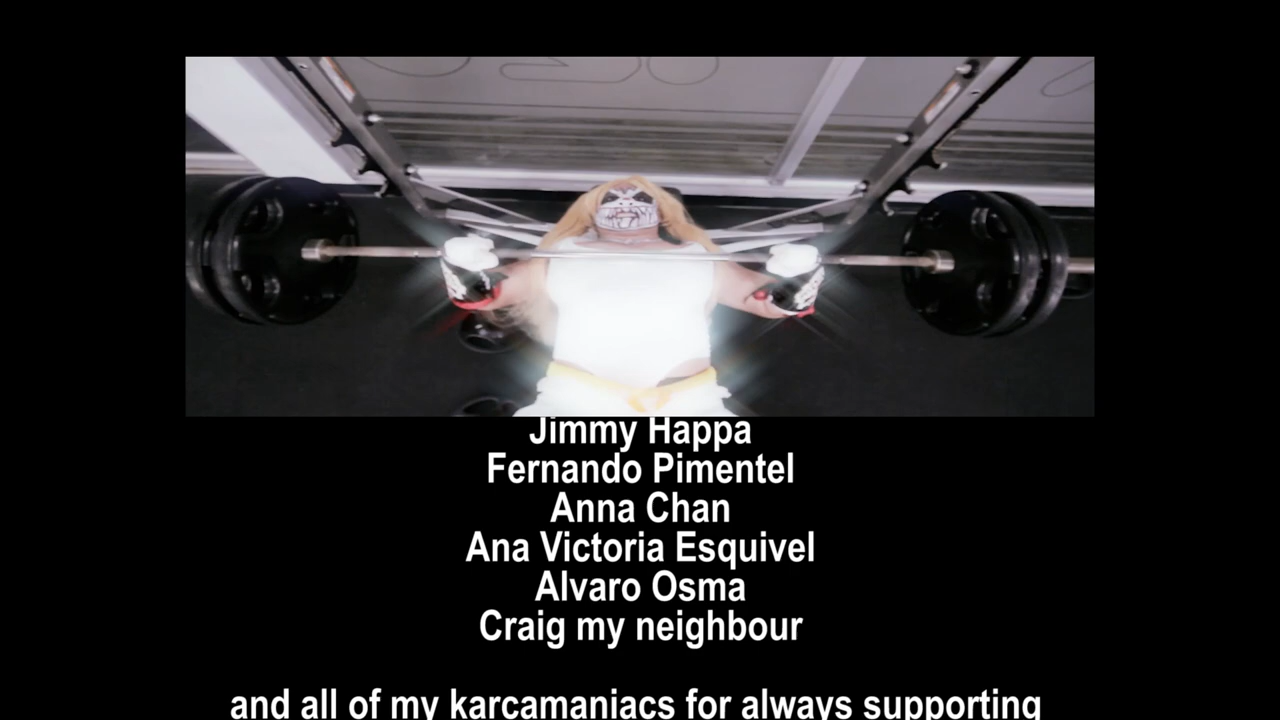 Jimmy Happa
Fernando Pimentel
Anna Chan
Ana Victoria Esquivel
Alvaro Osma
Craig my neighbour
and all of my karcamaniacs for always supporting